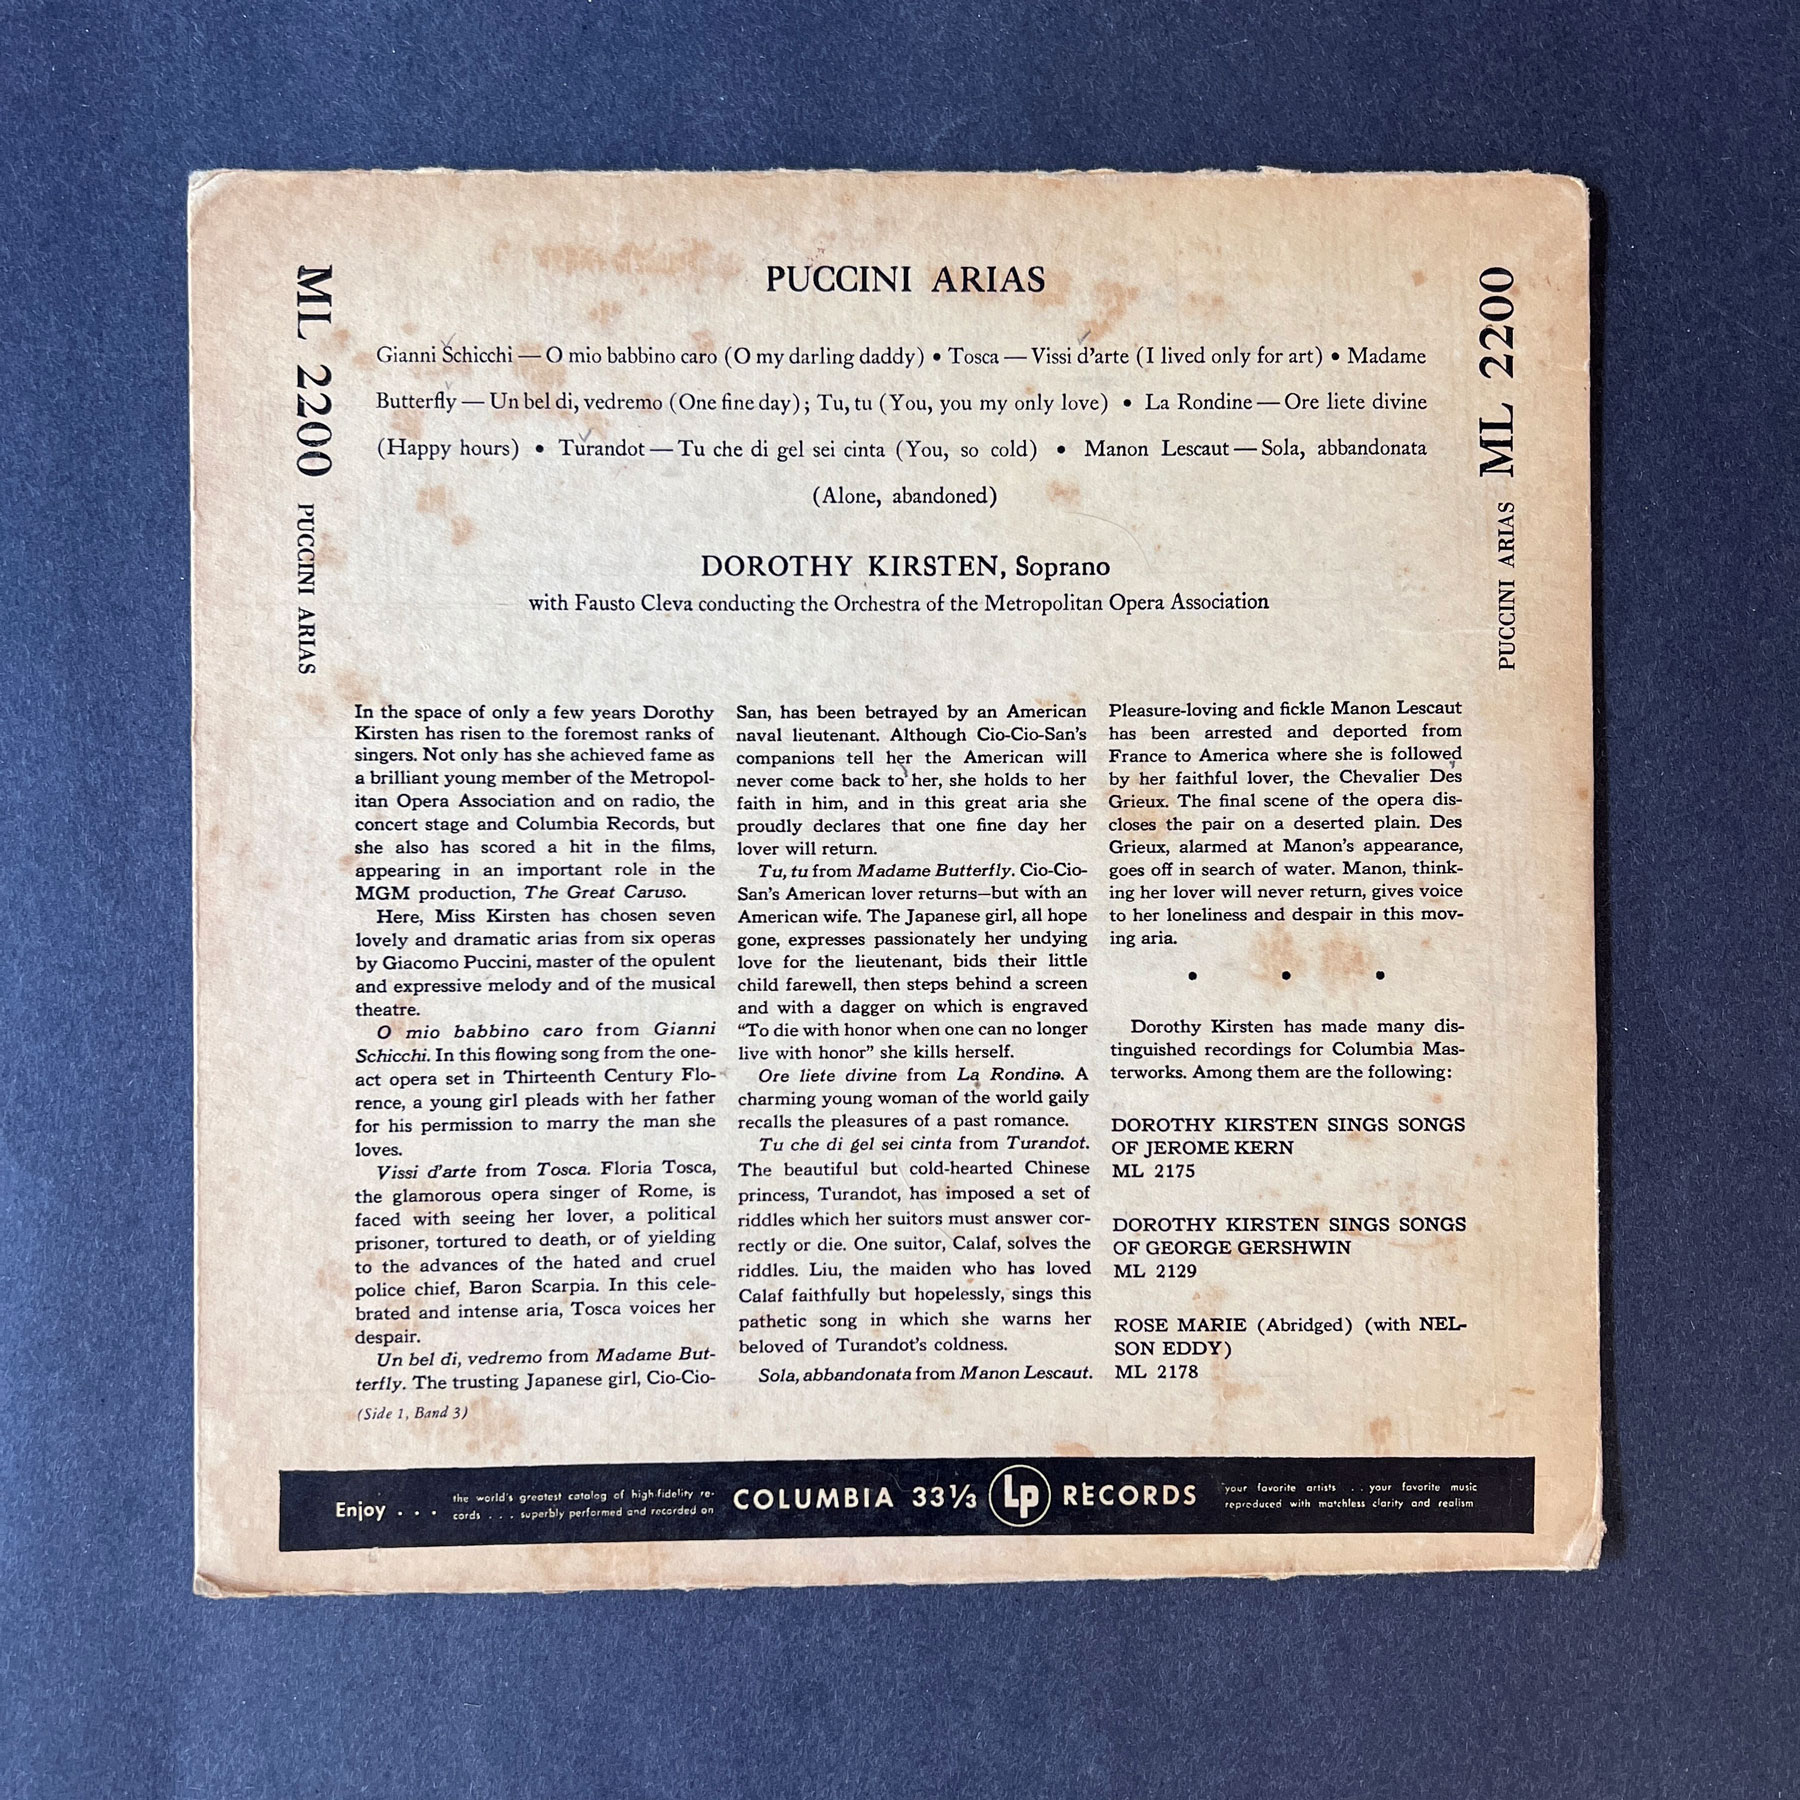 PUCCINI ARIAS
Gianni Schicchi — O mio babbino caro (O my darling daddy) • Tosca — Vissi d'arte (I lived only for art) • Madame
Butterfly — Un bel di, vedremo (One fine day); Tu, tu (You, you my only love) • La Rondine — Ore liete divine
(Happy hours) • Turandot — Tu che di gel sei cinta (You, so cold) • Manon Lescaut — Sola, abbandonata
(Alone, abandoned)
DOROTHY KIRSTEN, Soprano
with Fausto Cleva conducting the Orchestra of the Metropolitan Opera Association
ML 2200 PUCCINI ARIAS
ML 2200 PUCCINI ARIAS
In the space of only a few years Dorothy
Kirsten has risen to the foremost ranks of
singers. Not only has she achieved fame as
a brilliant young member of the Metropol-
itan Opera Association and on radio, the
concert stage and Columbia Records, but
she also has scored a hit in the films,
appearing in an important role in the
MGM production, The Great Caruso.
Here, Miss Kirsten has chosen seven
lovely and dramatic arias from six operas
by Giacomo Puccini, master of the opulent
and expressive melody and of the musical
theatre.
O mio babbino caro from Gianni
Schicchi. In this flowing song from the one-
act opera set in Thirteenth Century Flo-
rence, a young girl pleads with her father
for his permission to marry the man she
loves.
Vissi d'arte from Tosca. Floria Tosca,
the glamorous opera singer of Rome, is
faced with seeing her lover, a political
prisoner, tortured to death, or of yielding
to the advances of the hated and cruel
police chief, Baron Scarpia. In this cele-
brated and intense aria, Tosca voices her
despair.
Un bel di, vedremo from Madame But-
terfly. The trusting Japanese girl, Cio-Cio-
(Side 1, Band 3)
San, has been betrayed by an American
naval lieutenant. Although Cio-Cio-San's
companions tell her the American will
never come back to her, she holds to her
faith in him, and in this great aria she
proudly declares that one fine day her
lover will return.
Tu, tu from Madame Butterfly. Cio-Cio-
San's American lover returns—but with an
American wife. The Japanese girl, all hope
gone, expresses passionately her undying
love for the lieutenant, bids their little
child farewell, then steps behind a screen
and with a dagger on which is engraved
"To die with honor when one can no longer
live with honor" she kills herself.
Ore liete divine from La Rondine. A
charming young woman of the world gaily
recalls the pleasures of a past romance.
Tu che di gel sei cinta from Turandot.
The beautiful but cold-hearted Chinese
princess, Turandot, has imposed a set of
riddles which her suitors must answer cor-
rectly or die. One suitor, Calaf, solves the
riddles. Liu, the maiden who has loved
Calaf faithfully but hopelessly, sings this
pathetic song in which she warns her
beloved of Turandot's coldness.
Sola, abbandonata from Manon Lescaut.
Pleasure-loving and fickle Manon Lescaut
has been arrested and deported from
France to America where she is followed
by her faithful lover, the Chevalier Des
Grieux. The final scene of the opera dis-
closes the pair on a deserted plain. Des
Grieux, alarmed at Manon's appearance,
goes off in search of water. Manon, think-
ing her lover will never return, gives voice
to her loneliness and despair in this mov-
ing aria.
• • •
Dorothy Kirsten has made many dis-
tinguished recordings for Columbia Mas-
terworks. Among them are the following:
DOROTHY KIRSTEN SINGS SONGS
OF JEROME KERN
ML 2175
DOROTHY KIRSTEN SINGS SONGS
OF GEORGE GERSHWIN
ML 2129
ROSE MARIE (Abridged) (with NEL-
SON EDDY)
ML 2178
Enjoy . . .
the world's greatest catalog of high-fidelity re-
cords . . . superbly performed and recorded on
COLUMBIA 33⅓ Lp RECORDS
your favorite artists . . your favorite music
reproduced with matchless clarity and realism